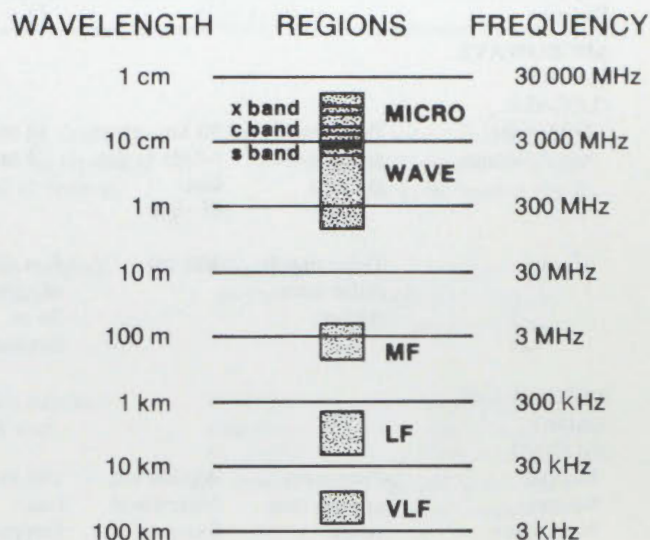 WAVELENGTH REGIONS FREQUENCY
1 cm 30 000 MHz
x band MICRO
c band
10 cm 3 000 MHz
s band
WAVE
1 m 300 MHz
10 m 30 MHz
100 m 3 MHz
MF
1 km 300 kHz
LF
10 km 30 kHz
VLF
100 km 3 kHz